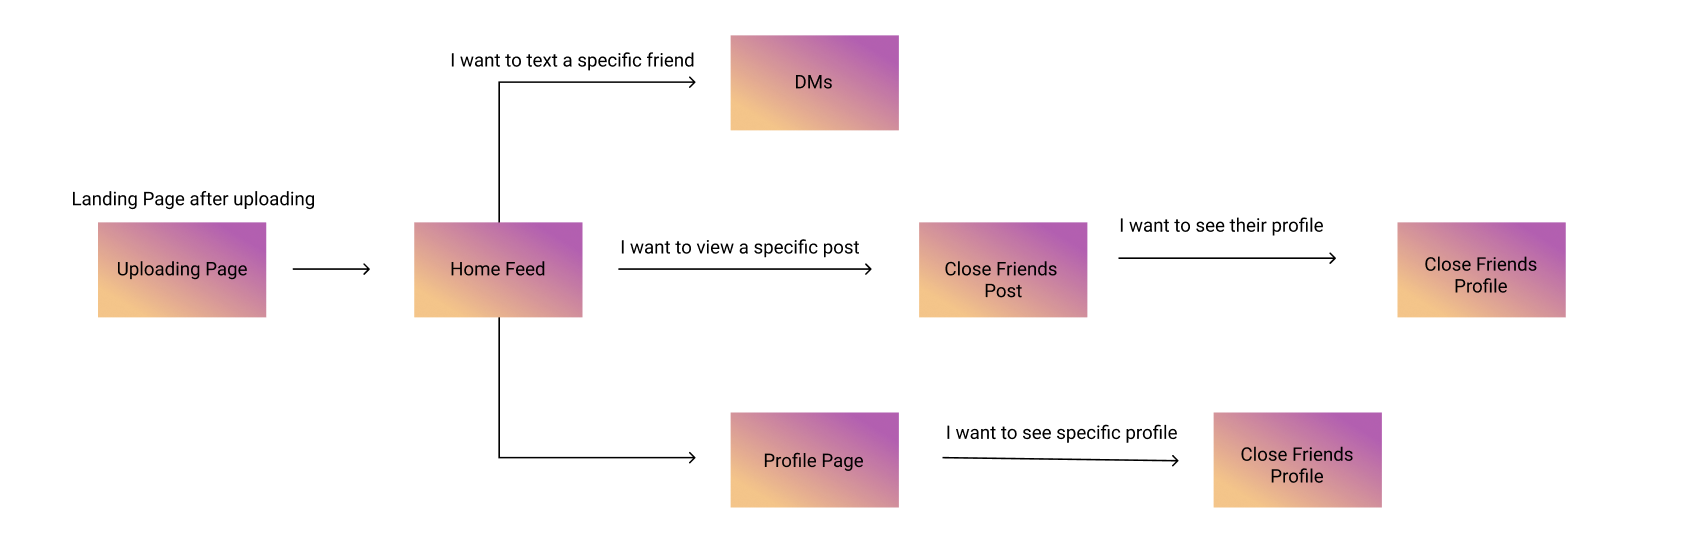 I want to text a specific friend
DMs
Landing Page after uploading
Uploading Page
Home Feed
I want to view a specific post
Close Friends
Post
I want to see their profile
Close Friends
Profile
Profile Page
I want to see specific profile
Close Friends
Profile